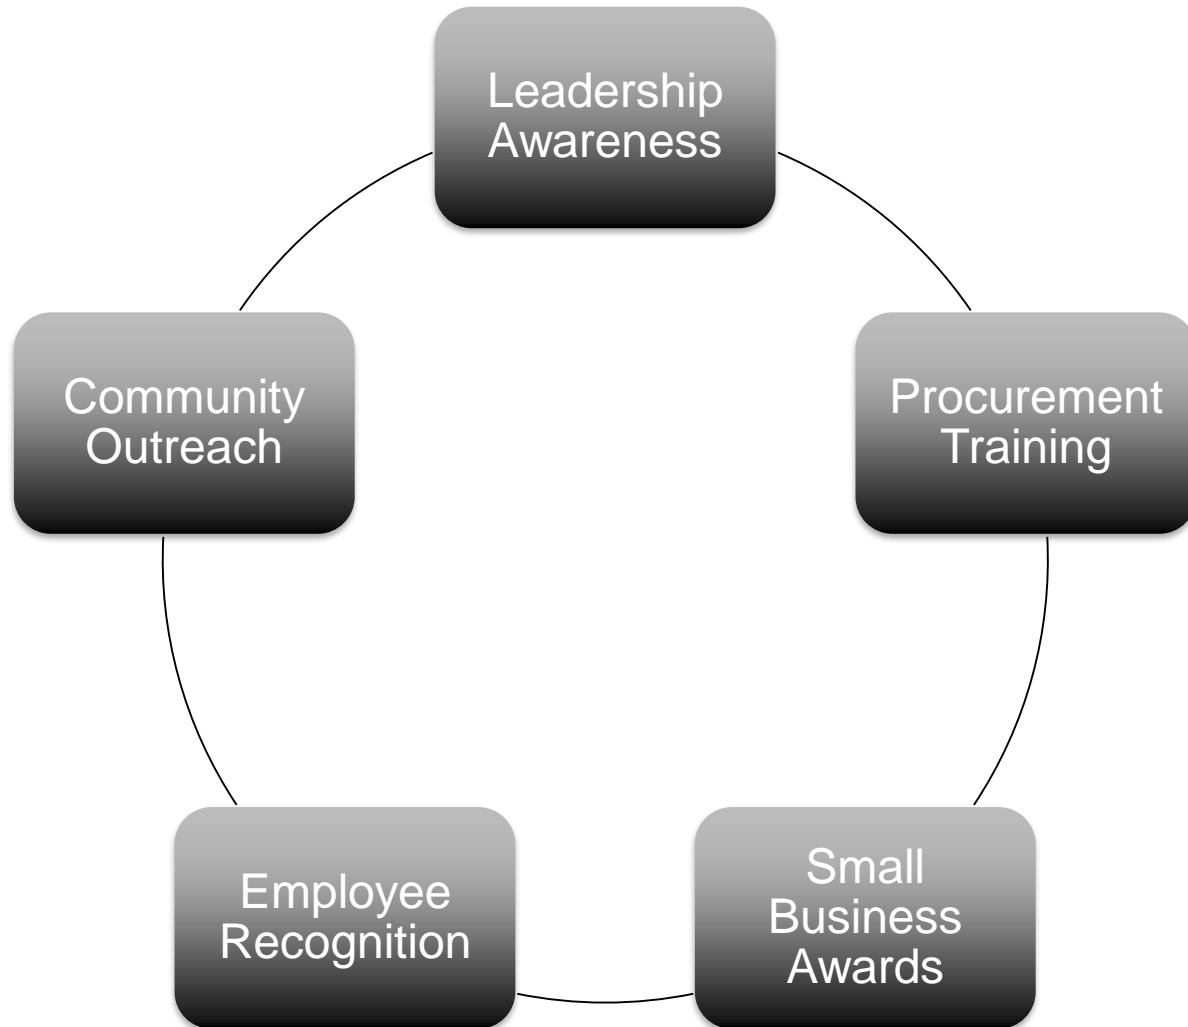 Leadership
Awareness
Community
Outreach
Procurement
Training
Employee
Recognition
Small
Business
Awards